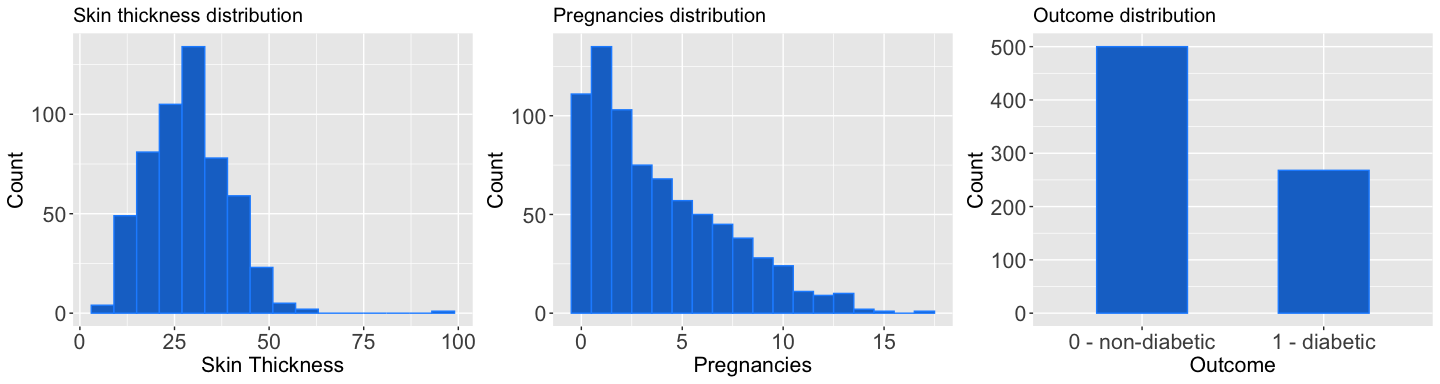 Skin thickness distribution
Count
100
50
0
0 25 50 75 100
Skin Thickness
Pregnancies distribution
Count
100
50
0
0 5 10 15
Pregnancies
Outcome distribution
Count
500
400
300
200
100
0
0 - non-diabetic 1 - diabetic
Outcome